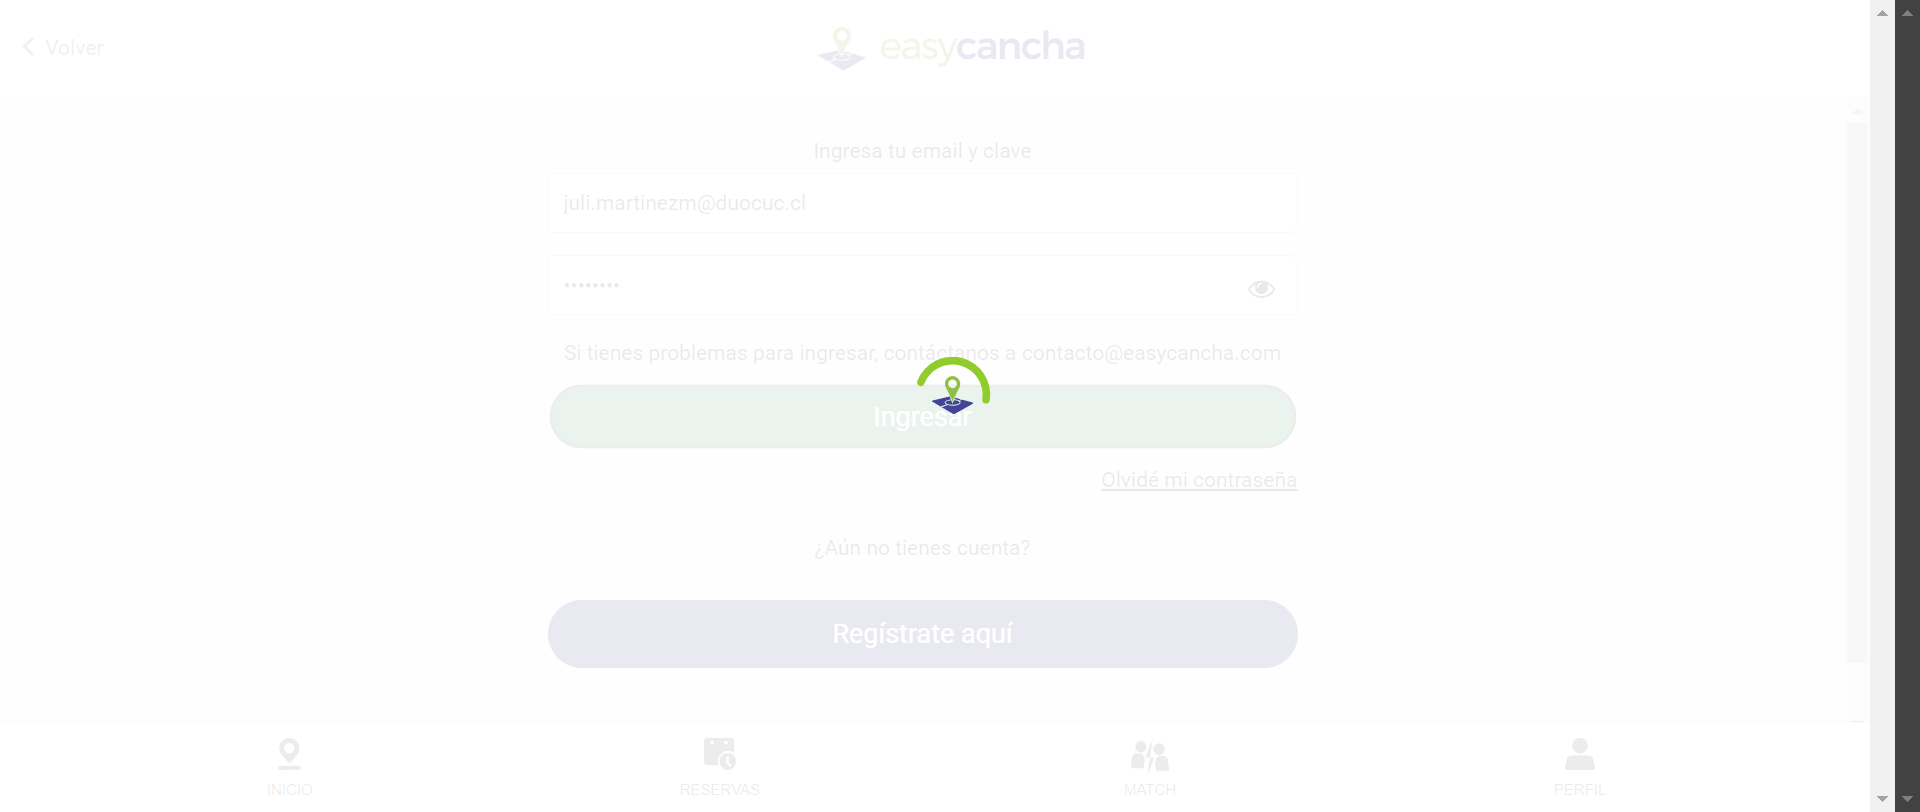 Volver
easycancha
Ingresa tu email y clave
juli.martinezm@duocuc.cl
••••••••
Si tienes problemas para ingresar, contáctanos a contacto@easycancha.com
Ingresar
Olvidé mi contraseña
¿Aún no tienes cuenta?
Regístrate aquí
INICIO
RESERVAS
MATCH
PERFIL